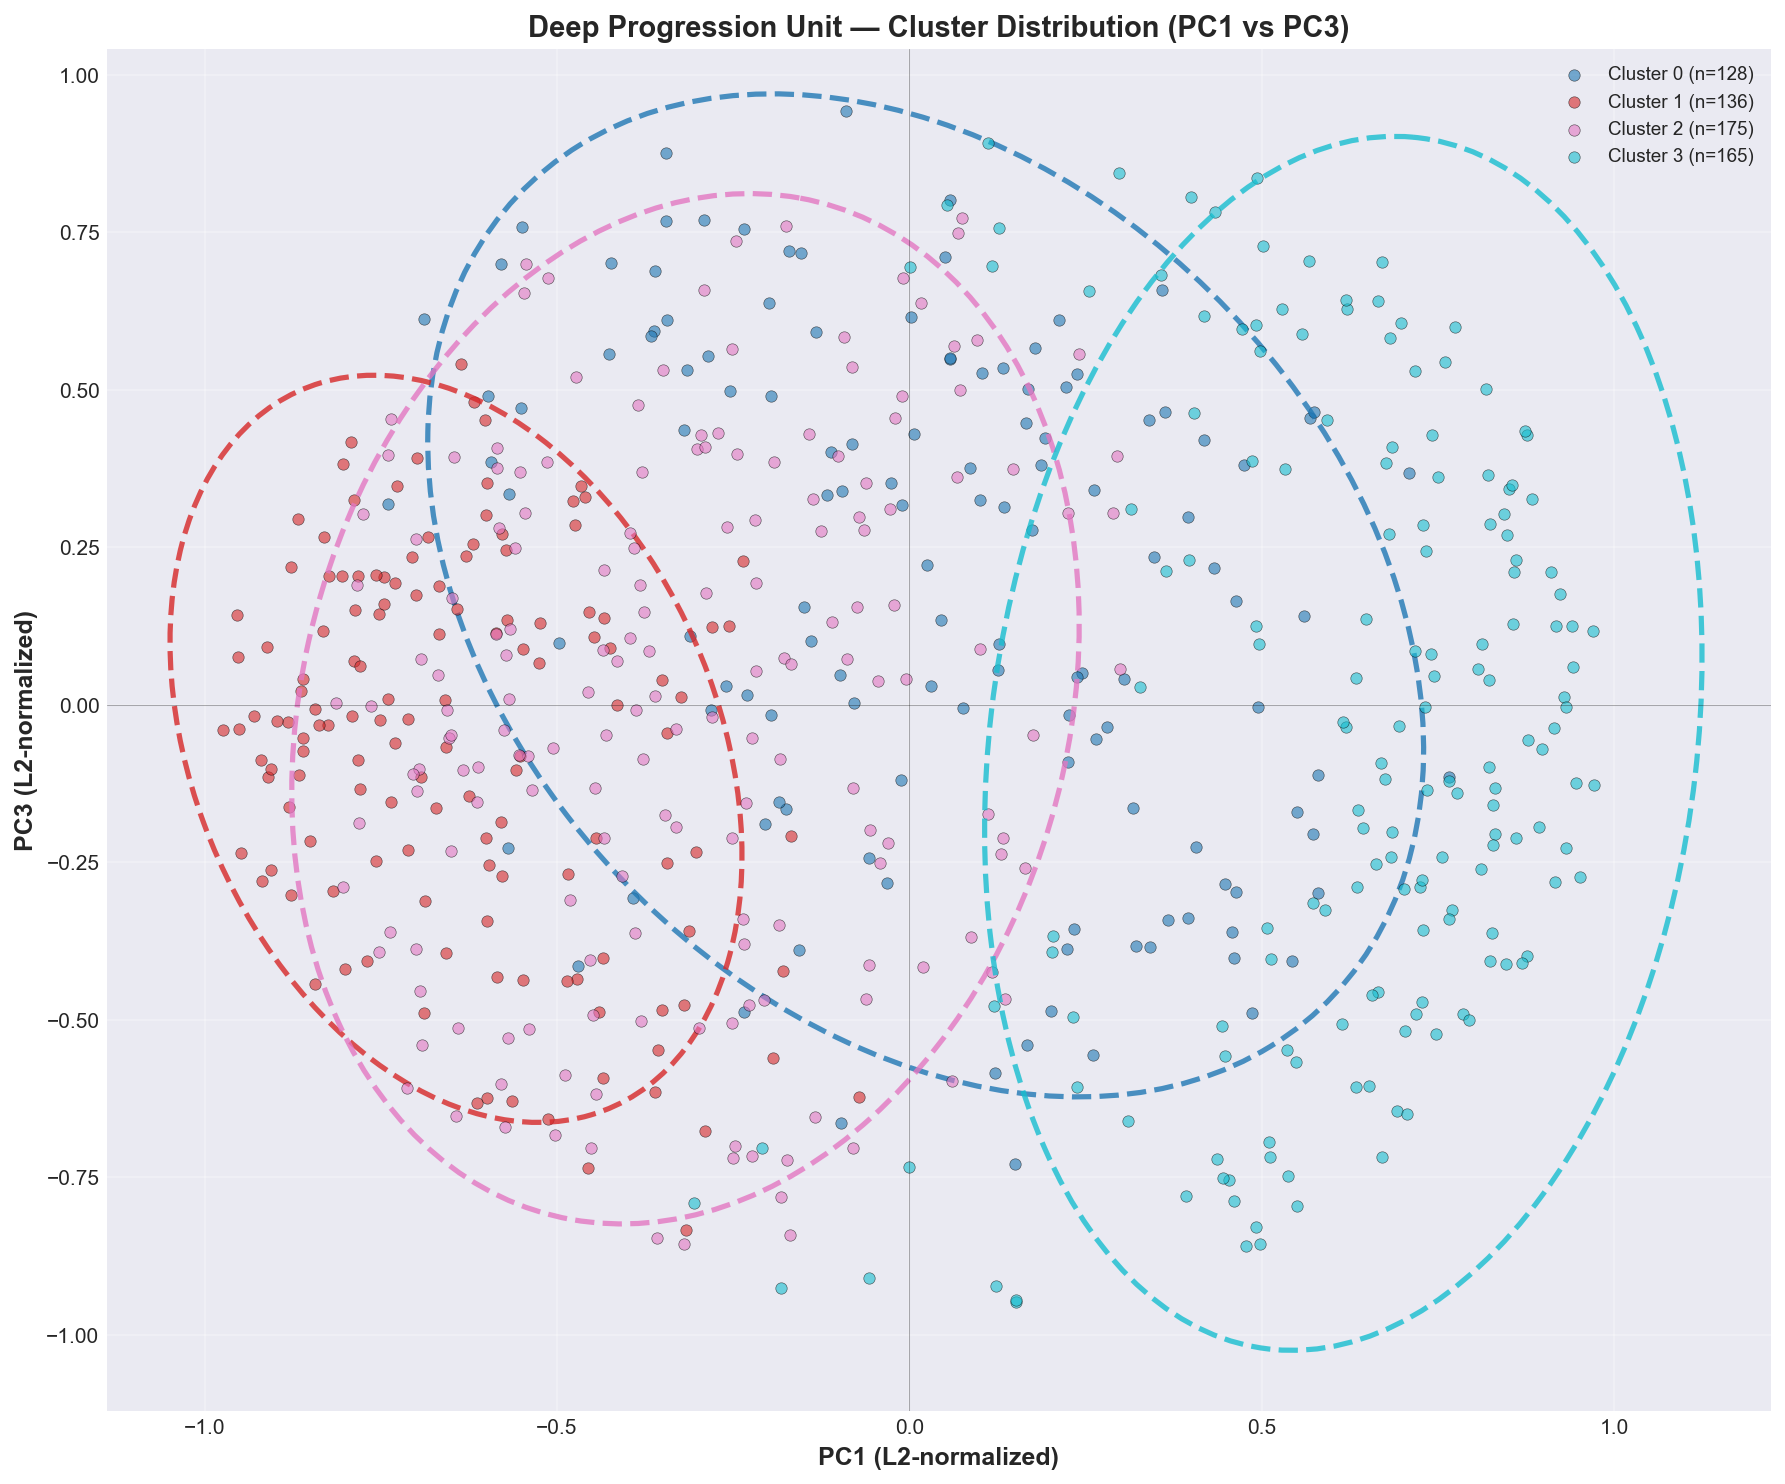 Deep Progression Unit — Cluster Distribution (PC1 vs PC3)
Cluster 0 (n=128)
Cluster 1 (n=136)
Cluster 2 (n=175)
Cluster 3 (n=165)
1.00
0.75
0.50
0.25
0.00
−0.25
−0.50
−0.75
−1.00
PC3 (L2-normalized)
−1.0
−0.5
0.0
0.5
1.0
PC1 (L2-normalized)